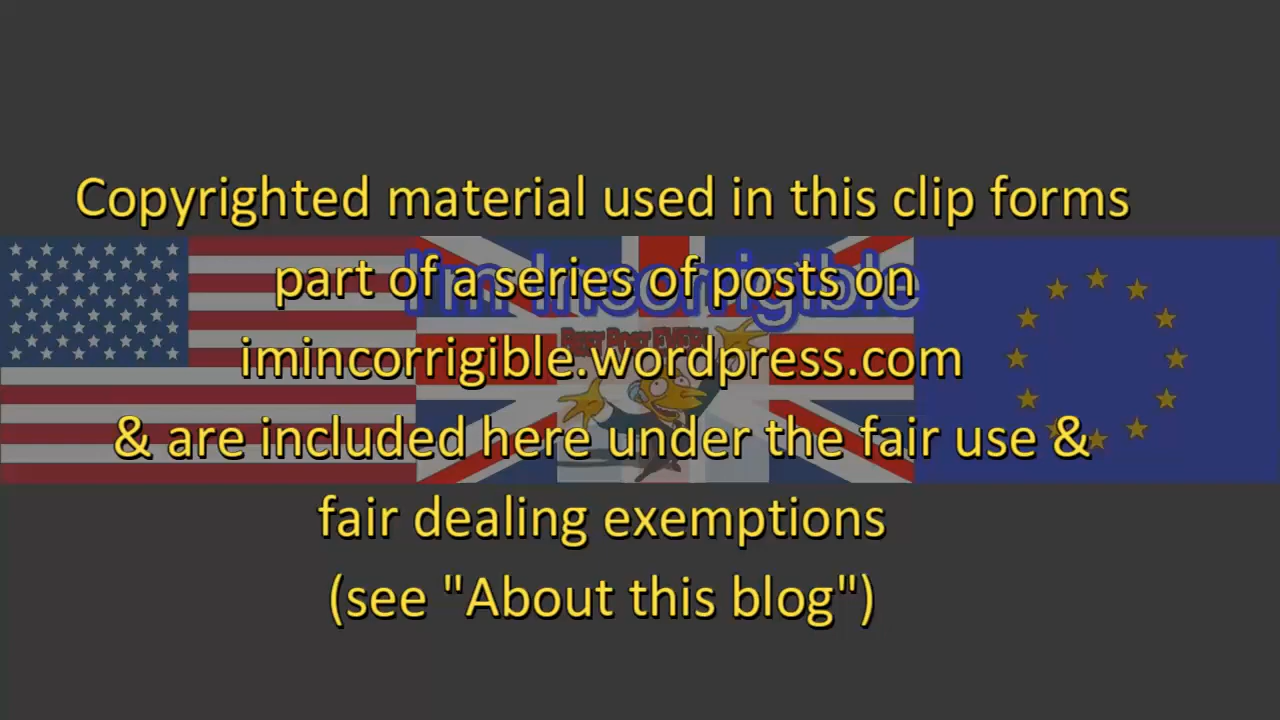 Copyrighted material used in this clip forms
part of a series of posts on
I'm Incorrigible
imincorrigible.wordpress.com
& are included here under the fair use &
fair dealing exemptions
(see "About this blog")